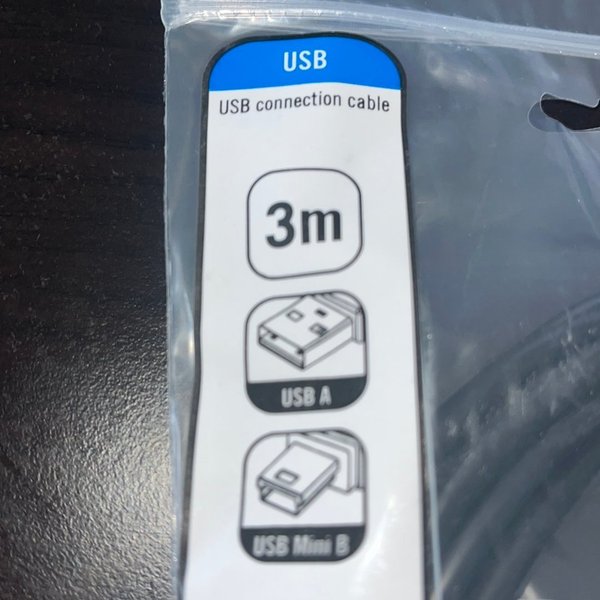 USB
USB connection cable
3m
USB A
USB Mini B